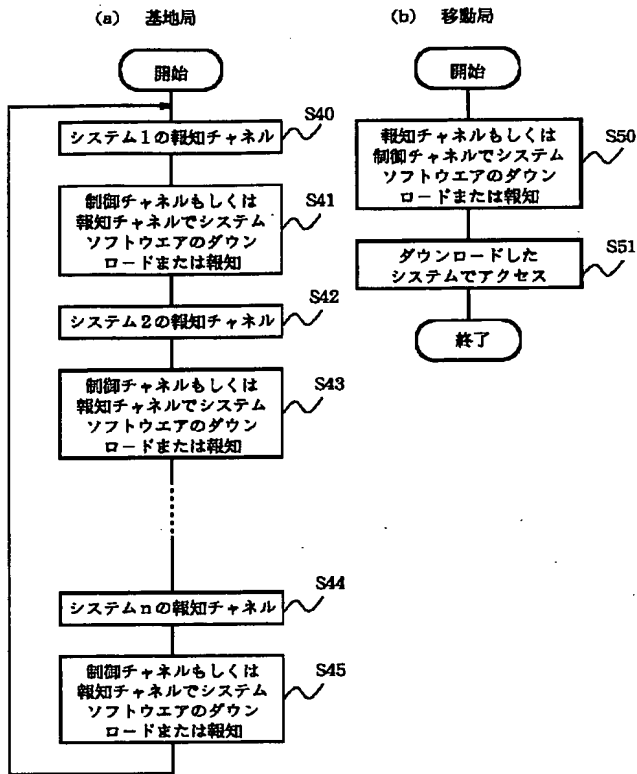 (a) 基地局
開始
システム1の報知チャネル
S40
制御チャネルもしくは
報知チャネルでシステム
ソフトウエアのダウン
ロードまたは報知
S41
システム2の報知チャネル
S42
制御チャネルもしくは
報知チャネルでシステム
ソフトウエアのダウン
ロードまたは報知
S43
システムnの報知チャネル
S44
制御チャネルもしくは
報知チャネルでシステム
ソフトウエアのダウン
ロードまたは報知
S45
(b) 移動局
開始
報知チャネルもしくは
制御チャネルでシステム
ソフトウエアのダウン
ロードまたは報知
S50
ダウンロードした
システムでアクセス
S51
終了